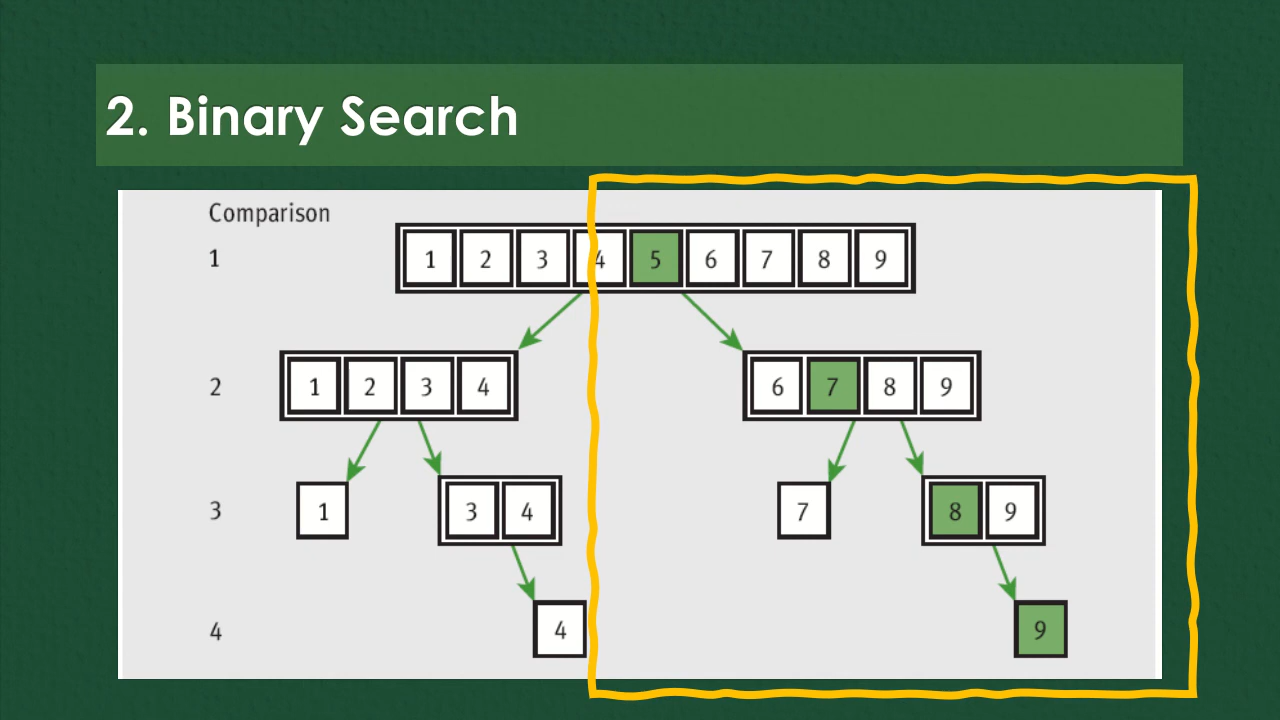 2. Binary Search
Comparison
1 1 2 3 4 5 6 7 8 9
2 1 2 3 4 6 7 8 9
3 1 3 4 7 8 9
4 4 9